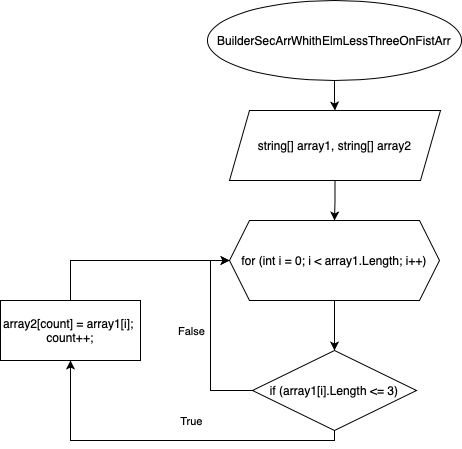 BuilderSecArrWhithElmLessThreeOnFistArr
string[] array1, string[] array2
for (int i = 0; i < array1.Length; i++)
array2[count] = array1[i];
count++;
False
if (array1[i].Length <= 3)
True